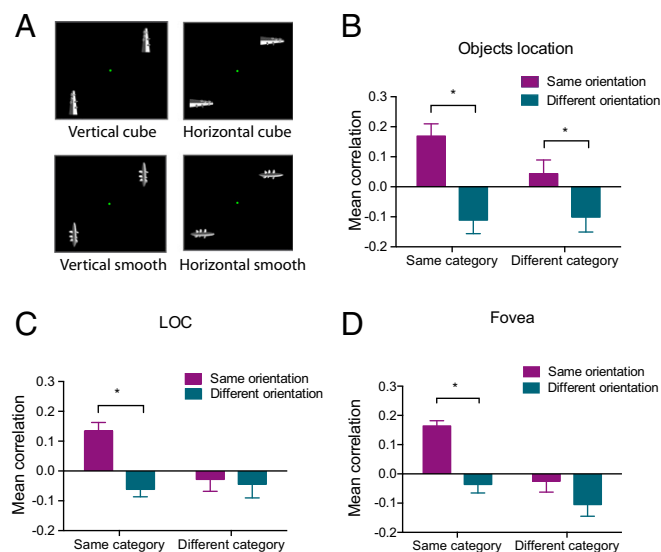 A
Vertical cube
Horizontal cube
Vertical smooth
Horizontal smooth
B
Objects location
Same orientation
Different orientation
Mean correlation
0.3
0.2
0.1
0.0
-0.1
-0.2
*
*
Same category
Different category
C
LOC
Same orientation
Different orientation
Mean correlation
0.3
0.2
0.1
0.0
-0.1
-0.2
*
Same category
Different category
D
Fovea
Same orientation
Different orientation
Mean correlation
0.3
0.2
0.1
0.0
-0.1
-0.2
*
Same category
Different category